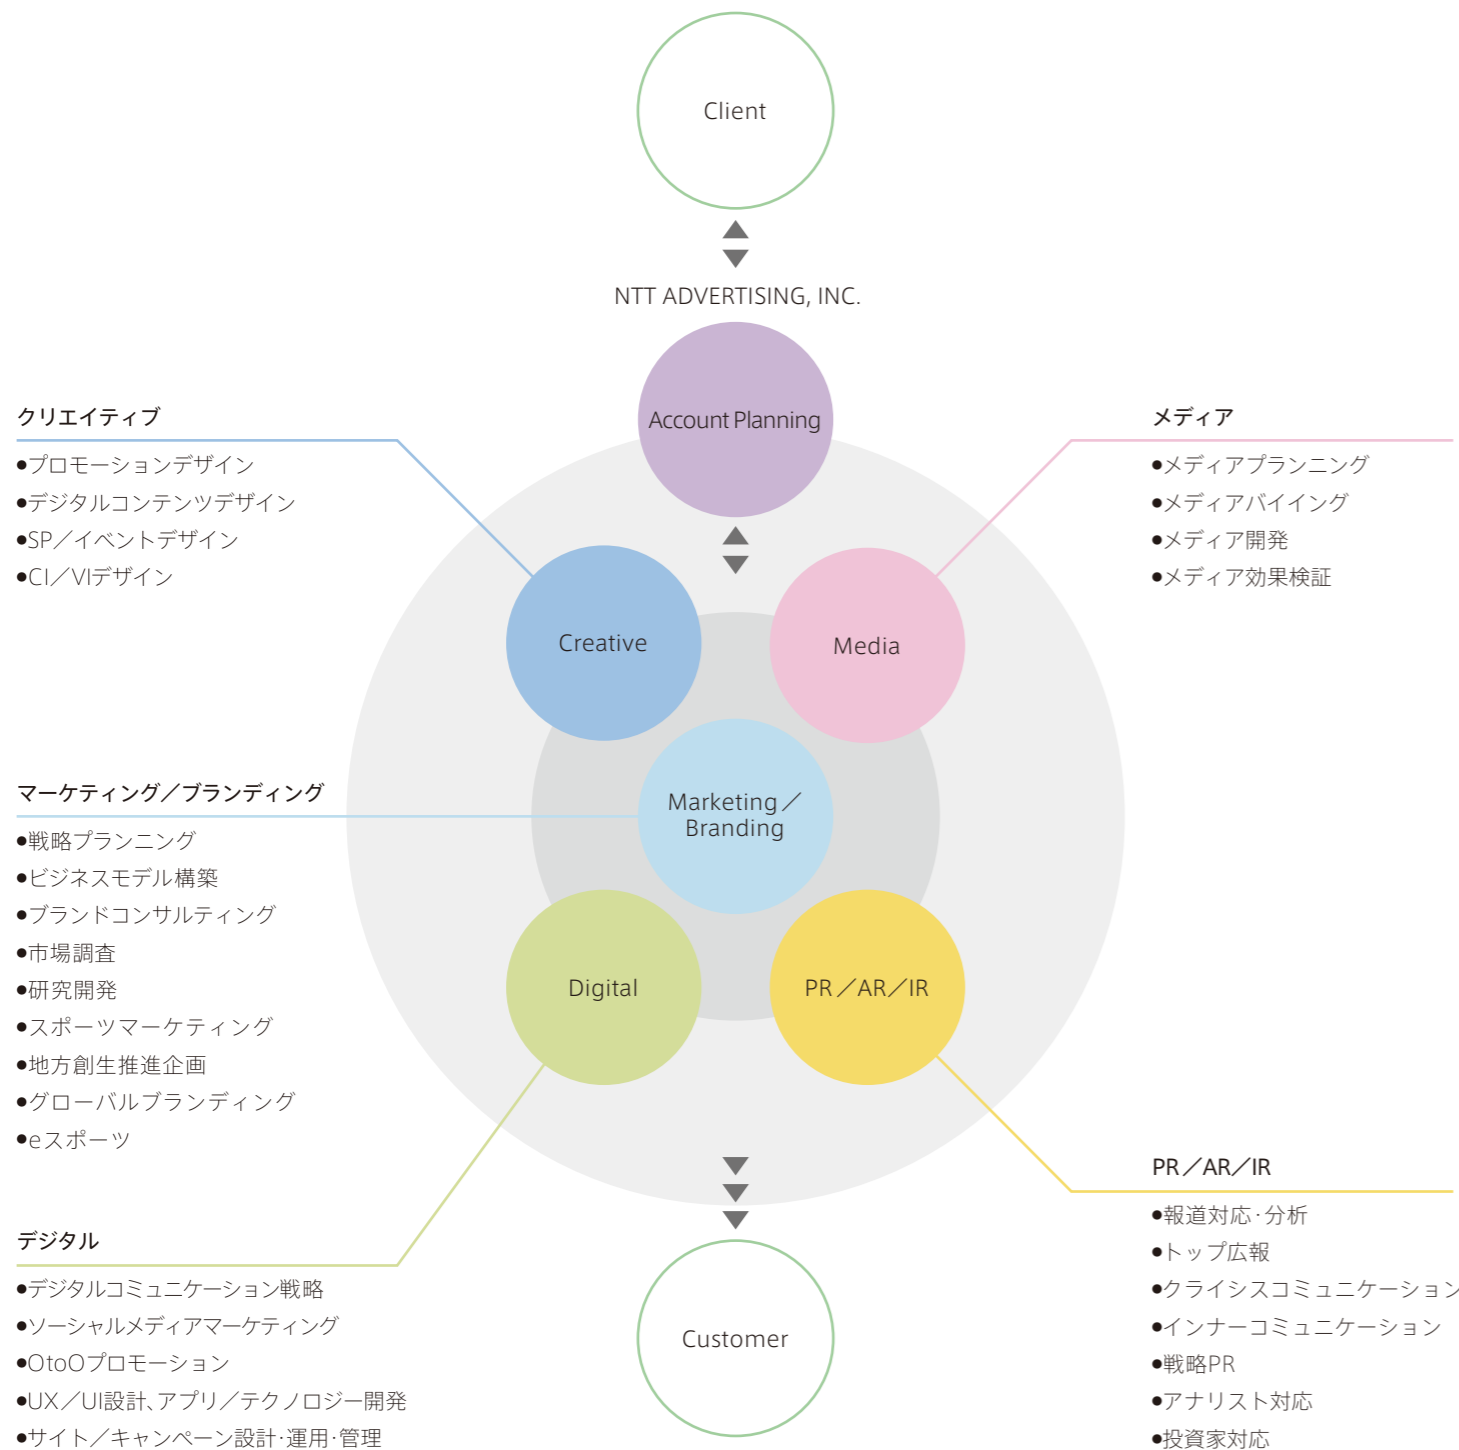 Client
NTT ADVERTISING, INC.
Account Planning
クリエイティブ
●プロモーションデザイン
●デジタルコンテンツデザイン
●SP／イベントデザイン
●CI／VIデザイン
メディア
●メディアプランニング
●メディアバイイング
●メディア開発
●メディア効果検証
Creative
Media
Marketing／
Branding
マーケティング／ブランディング
●戦略プランニング
●ビジネスモデル構築
●ブランドコンサルティング
●市場調査
●研究開発
●スポーツマーケティング
●地方創生推進企画
●グローバルブランディング
●eスポーツ
Digital
PR／AR／IR
デジタル
●デジタルコミュニケーション戦略
●ソーシャルメディアマーケティング
●OtoOプロモーション
●UX／UI設計、アプリ／テクノロジー開発
●サイト／キャンペーン設計・運用・管理
PR／AR／IR
●報道対応・分析
●トップ広報
●クライシスコミュニケーション
●インナーコミュニケーション
●戦略PR
●アナリスト対応
●投資家対応
Customer